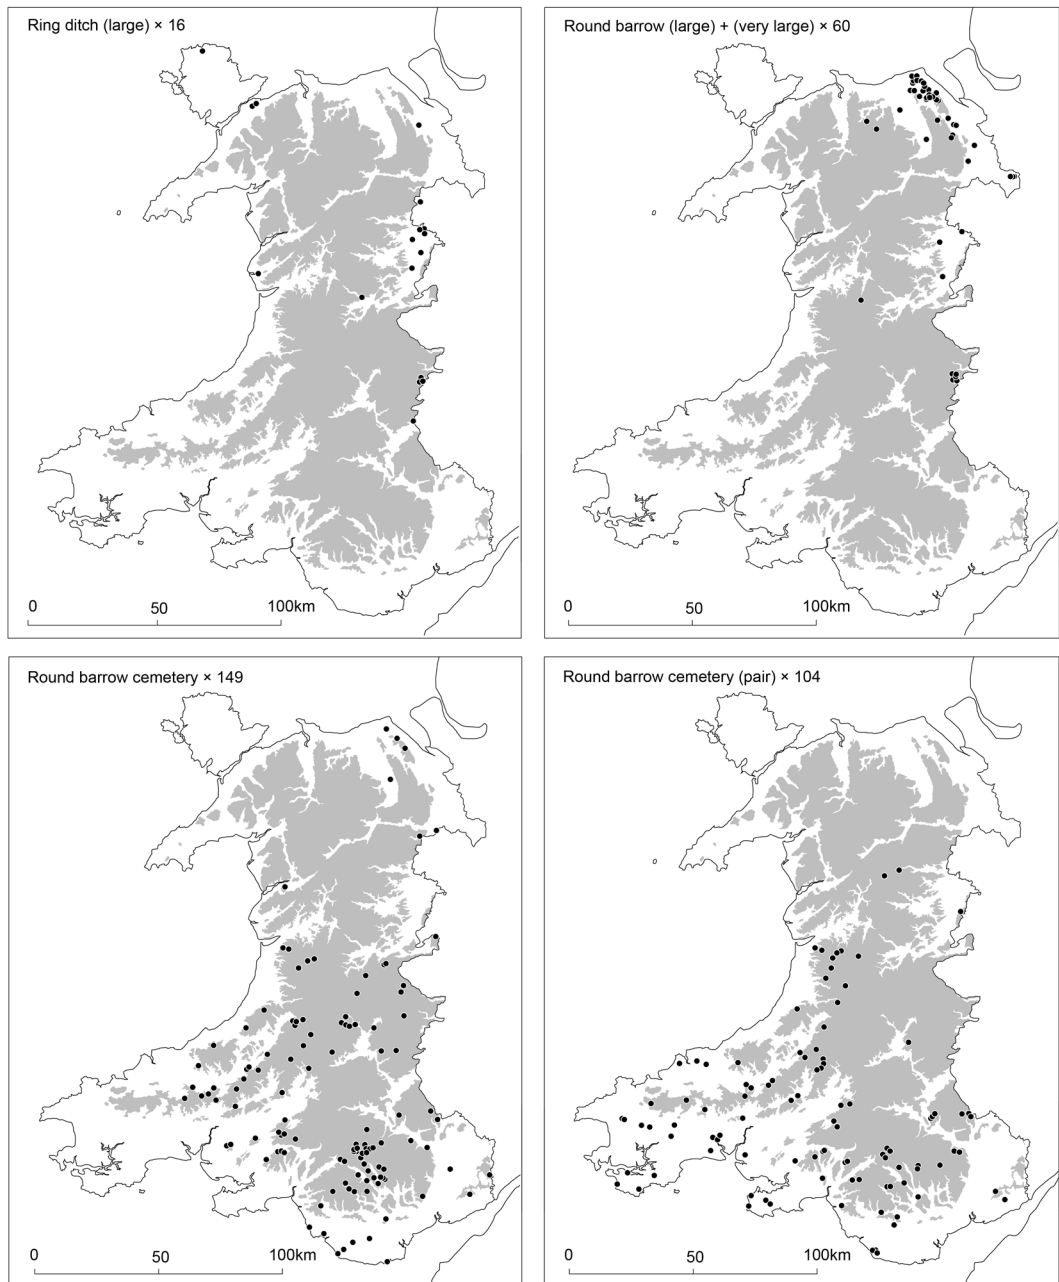 Ring ditch (large) × 16
0 50 100km
Round barrow (large) + (very large) × 60
0 50 100km
Round barrow cemetery × 149
0 50 100km
Round barrow cemetery (pair) × 104
0 50 100km